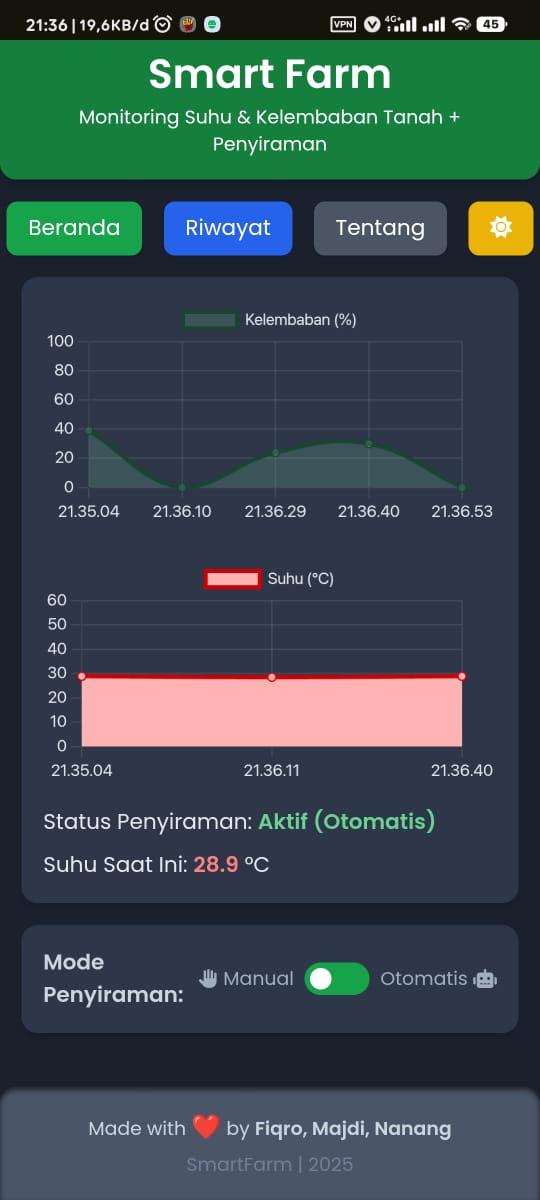 21:36 | 19,6KB/d
VPN 4G+ 45
Smart Farm
Monitoring Suhu & Kelembaban Tanah +
Penyiraman
Beranda Riwayat Tentang
Kelembaban (%)
100
80
60
40
20
0
21.35.04 21.36.10 21.36.29 21.36.40 21.36.53
Suhu (°C)
60
50
40
30
20
10
0
21.35.04 21.36.11 21.36.40
Status Penyiraman: Aktif (Otomatis)
Suhu Saat Ini: 28.9 °C
Mode
Penyiraman:
Manual Otomatis
Made with ❤️ by Fiqro, Majdi, Nanang
SmartFarm | 2025